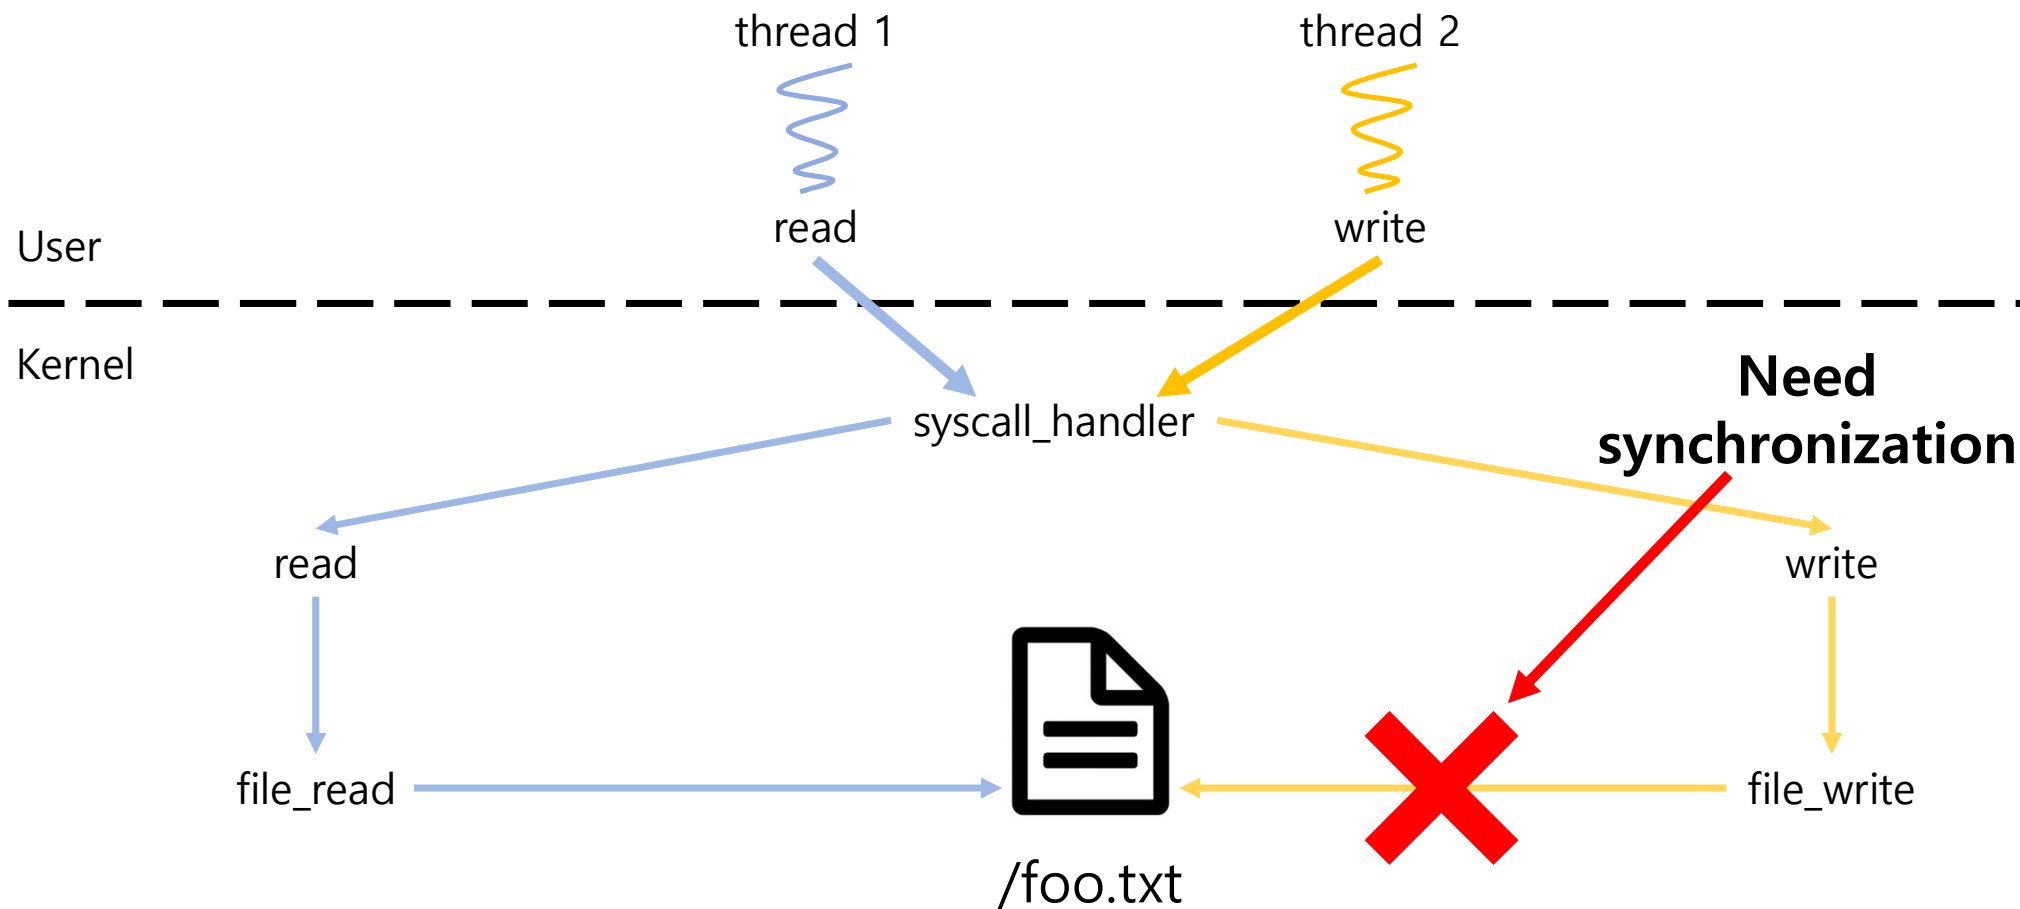 thread 1
thread 2
read
write
User
Kernel
Need
synchronization
syscall_handler
read
write
file_read
file_write
/foo.txt